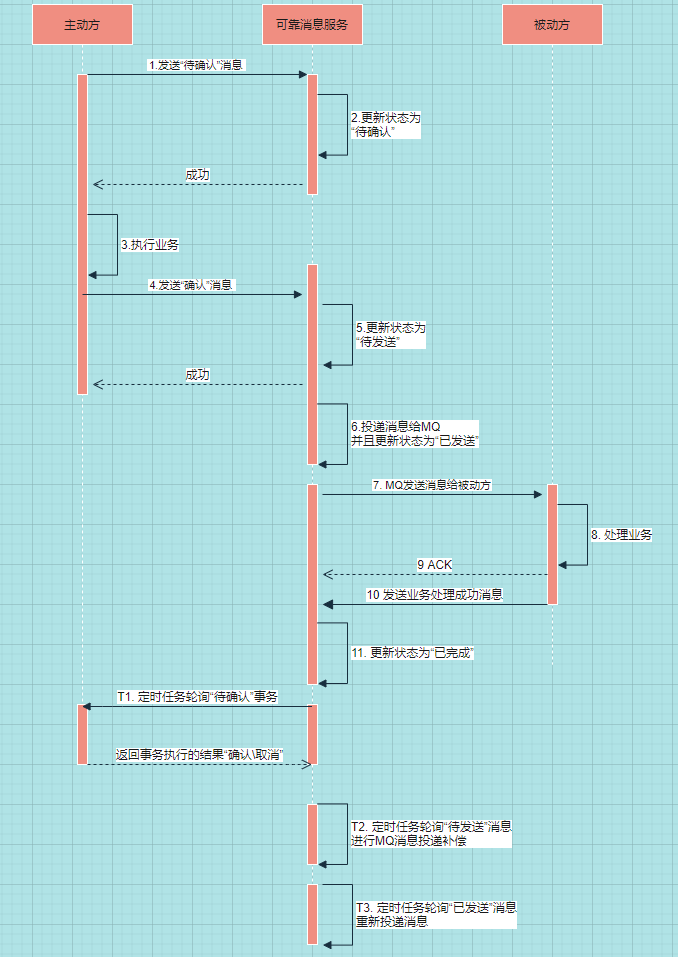 主动方
可靠消息服务
被动方
1.发送“待确认”消息
2.更新状态为
“待确认”
成功
3.执行业务
4.发送“确认”消息
5.更新状态为
“待发送”
成功
6.投递消息给MQ
并且更新状态为“已发送”
7. MQ发送消息给被动方
8. 处理业务
9 ACK
10 发送业务处理成功消息
11. 更新状态为“已完成”
T1. 定时任务轮询“待确认”事务
返回事务执行的结果“确认\取消”
T2. 定时任务轮询“待发送”消息
进行MQ消息投递补偿
T3. 定时任务轮询“已发送”消息
重新投递消息